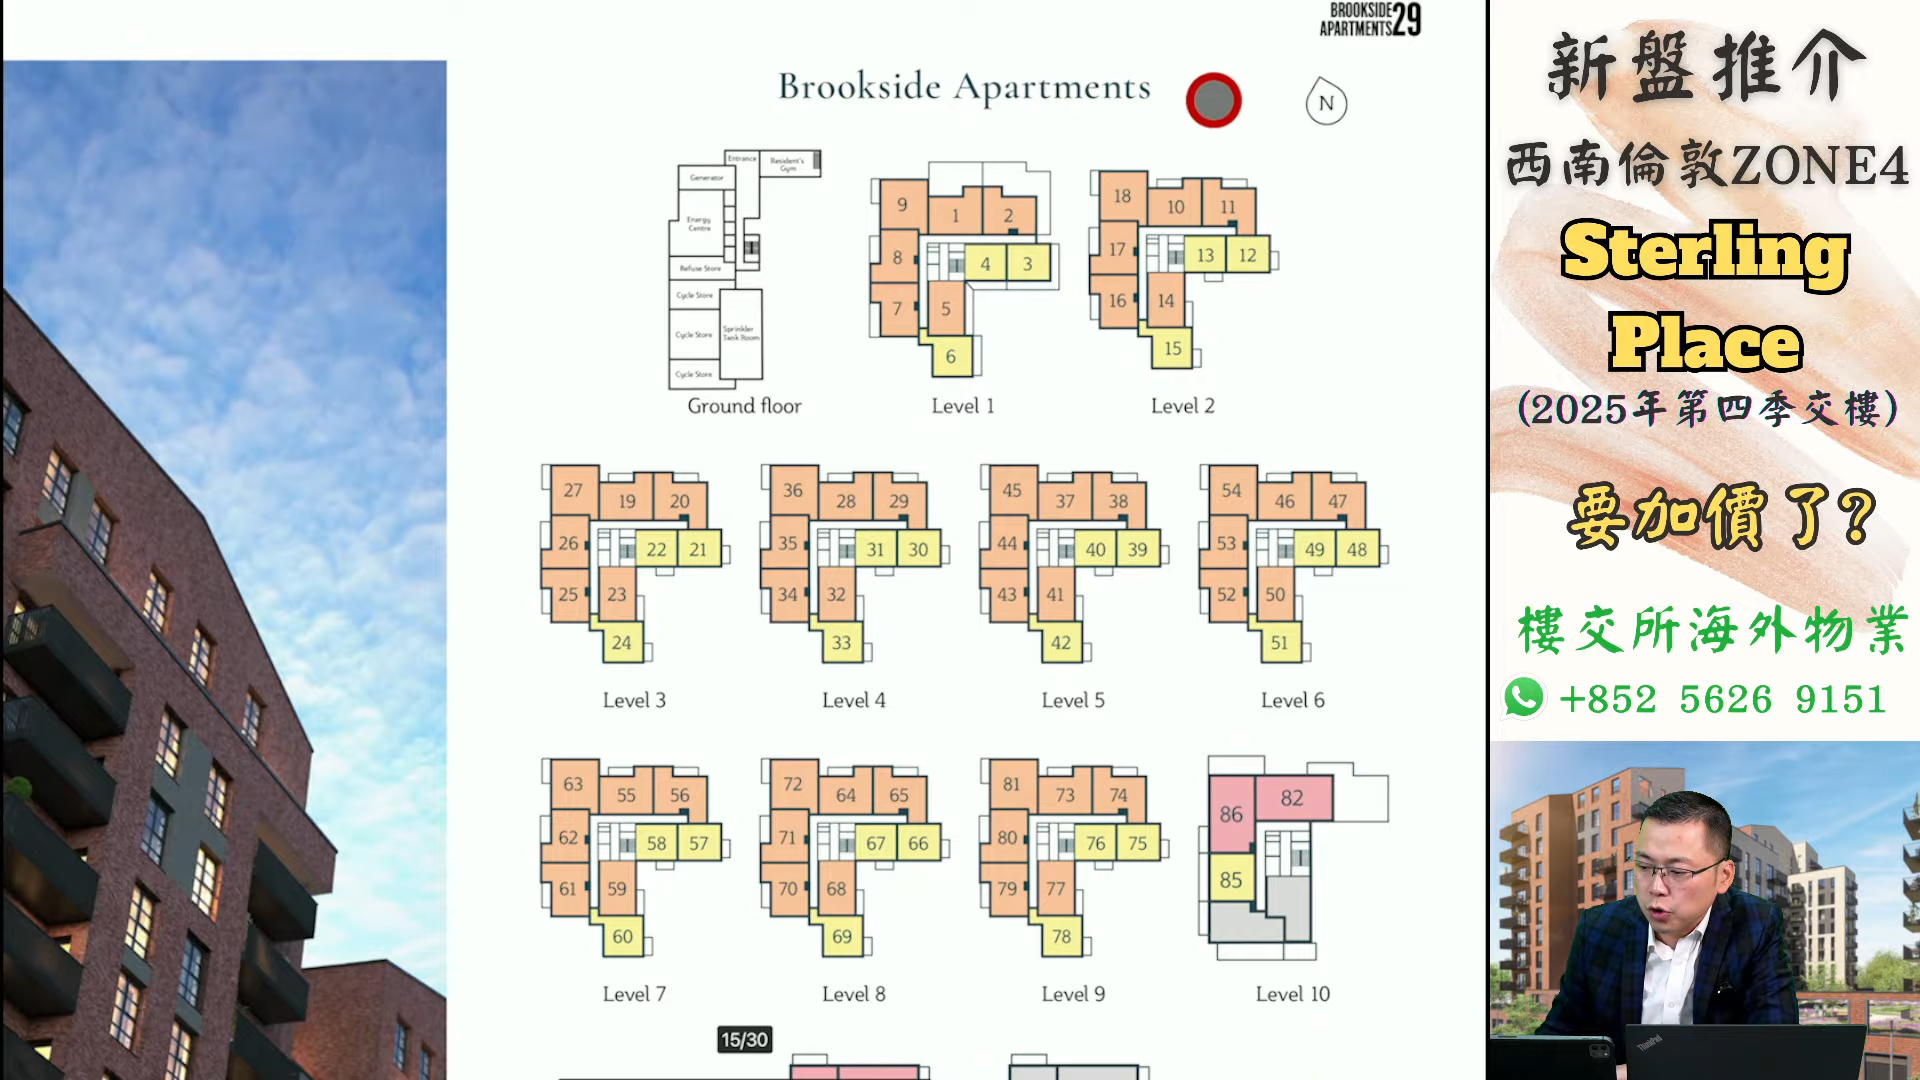 BROOKSIDE
APARTMENTS29
Brookside Apartments
N
Entrance
Resident's
Gym
Generator
Energy
Centre
Refuse Store
Cycle Store
Cycle Store
Sprinkler
Tank Room
Cycle Store
Ground floor
9
1
2
8
4
3
7
5
6
Level 1
18
10
11
17
13
12
16
14
15
Level 2
27
19
20
26
22
21
25
23
24
Level 3
36
28
29
35
31
30
34
32
33
Level 4
45
37
38
44
40
39
43
41
42
Level 5
54
46
47
53
49
48
52
50
51
Level 6
63
55
56
62
58
57
61
59
60
Level 7
72
64
65
71
67
66
70
68
69
Level 8
81
73
74
80
76
75
79
77
78
Level 9
86
82
85
Level 10
15/30
新盤推介
西南倫敦ZONE4
Sterling
Place
(2025年第四季交樓)
要加價了?
樓交所海外物業
+852 5626 9151
ThinkPad